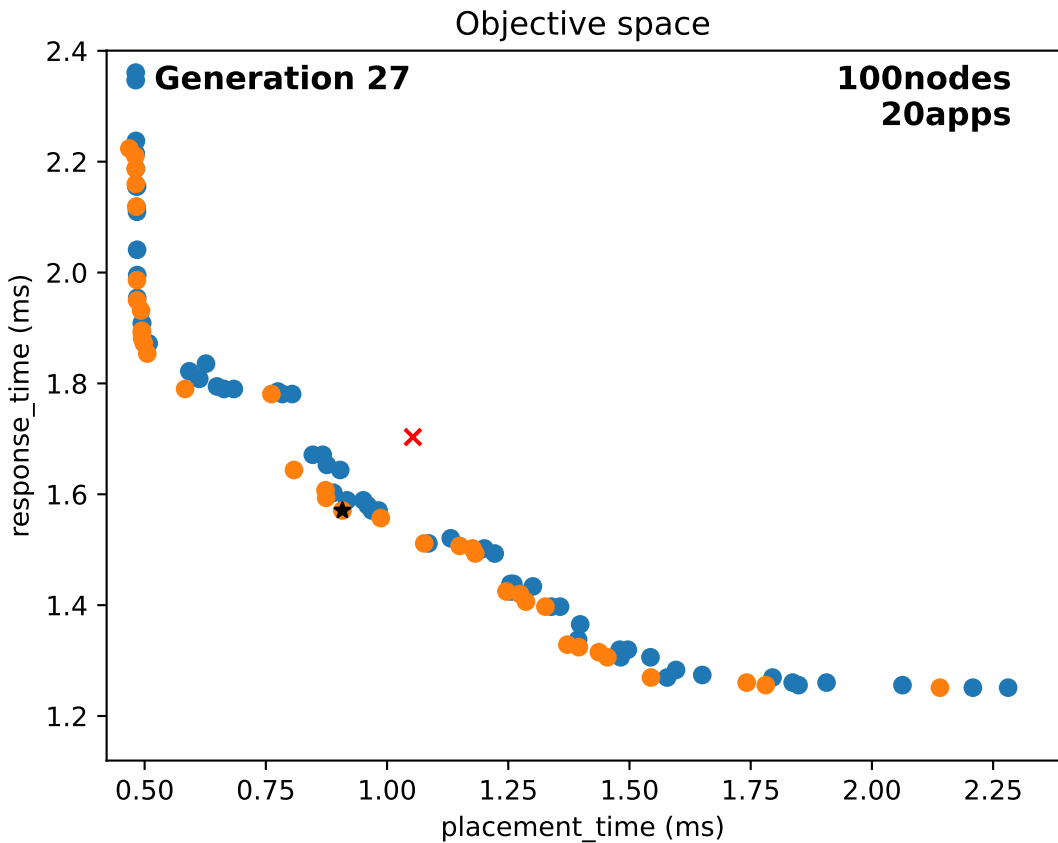 Objective space
Generation 27
100nodes
20apps
response_time (ms)
2.4
2.2
2.0
1.8
1.6
1.4
1.2
0.50 0.75 1.00 1.25 1.50 1.75 2.00 2.25
placement_time (ms)